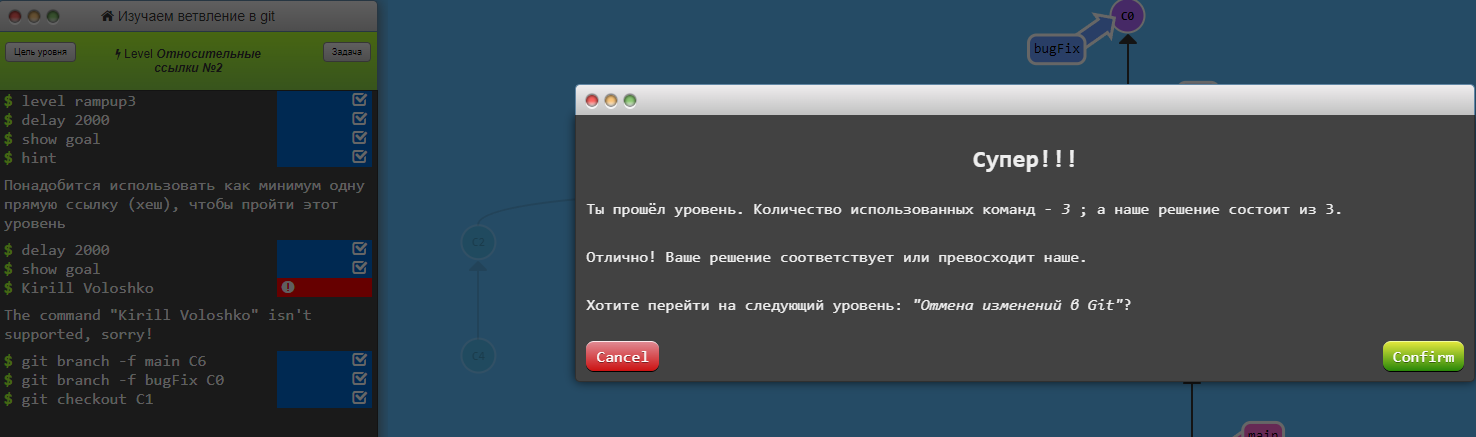 Изучаем ветвление в git
Цель уровня
Level Относительные
ссылки №2
Задача
$ level rampup3
$ delay 2000
$ show goal
$ hint
Понадобится использовать как минимум одну
прямую ссылку (хеш), чтобы пройти этот
уровень
$ delay 2000
$ show goal
$ Kirill Voloshko
The command "Kirill Voloshko" isn't
supported, sorry!
$ git branch -f main C6
$ git branch -f bugFix C0
$ git checkout C1
C0
bugFix
C2
C4
Супер!!!
Ты прошёл уровень. Количество использованных команд - 3 ; а наше решение состоит из 3.
Отлично! Ваше решение соответствует или превосходит наше.
Хотите перейти на следующий уровень: "Отмена изменений в Git"?
Cancel
Confirm
main